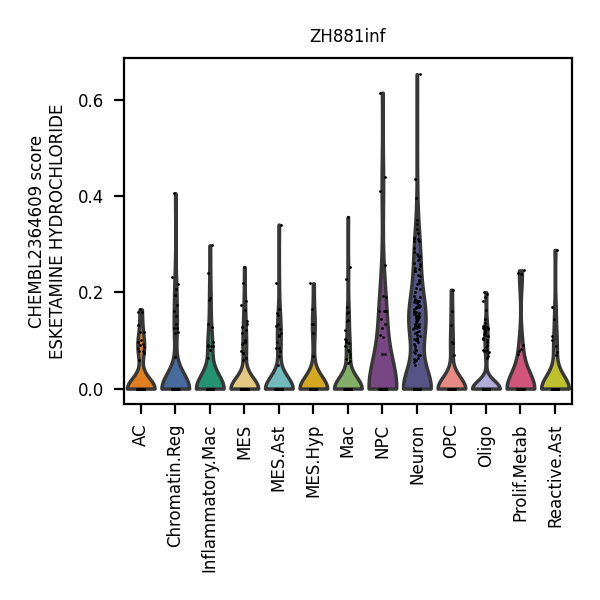 ZH881inf
CHEMBL2364609 score
ESKETAMINE HYDROCHLORIDE
0.6
0.4
0.2
0.0
AC
Chromatin.Reg
Inflammatory.Mac
MES
MES.Ast
MES.Hyp
Mac
NPC
Neuron
OPC
Oligo
Prolif.Metab
Reactive.Ast